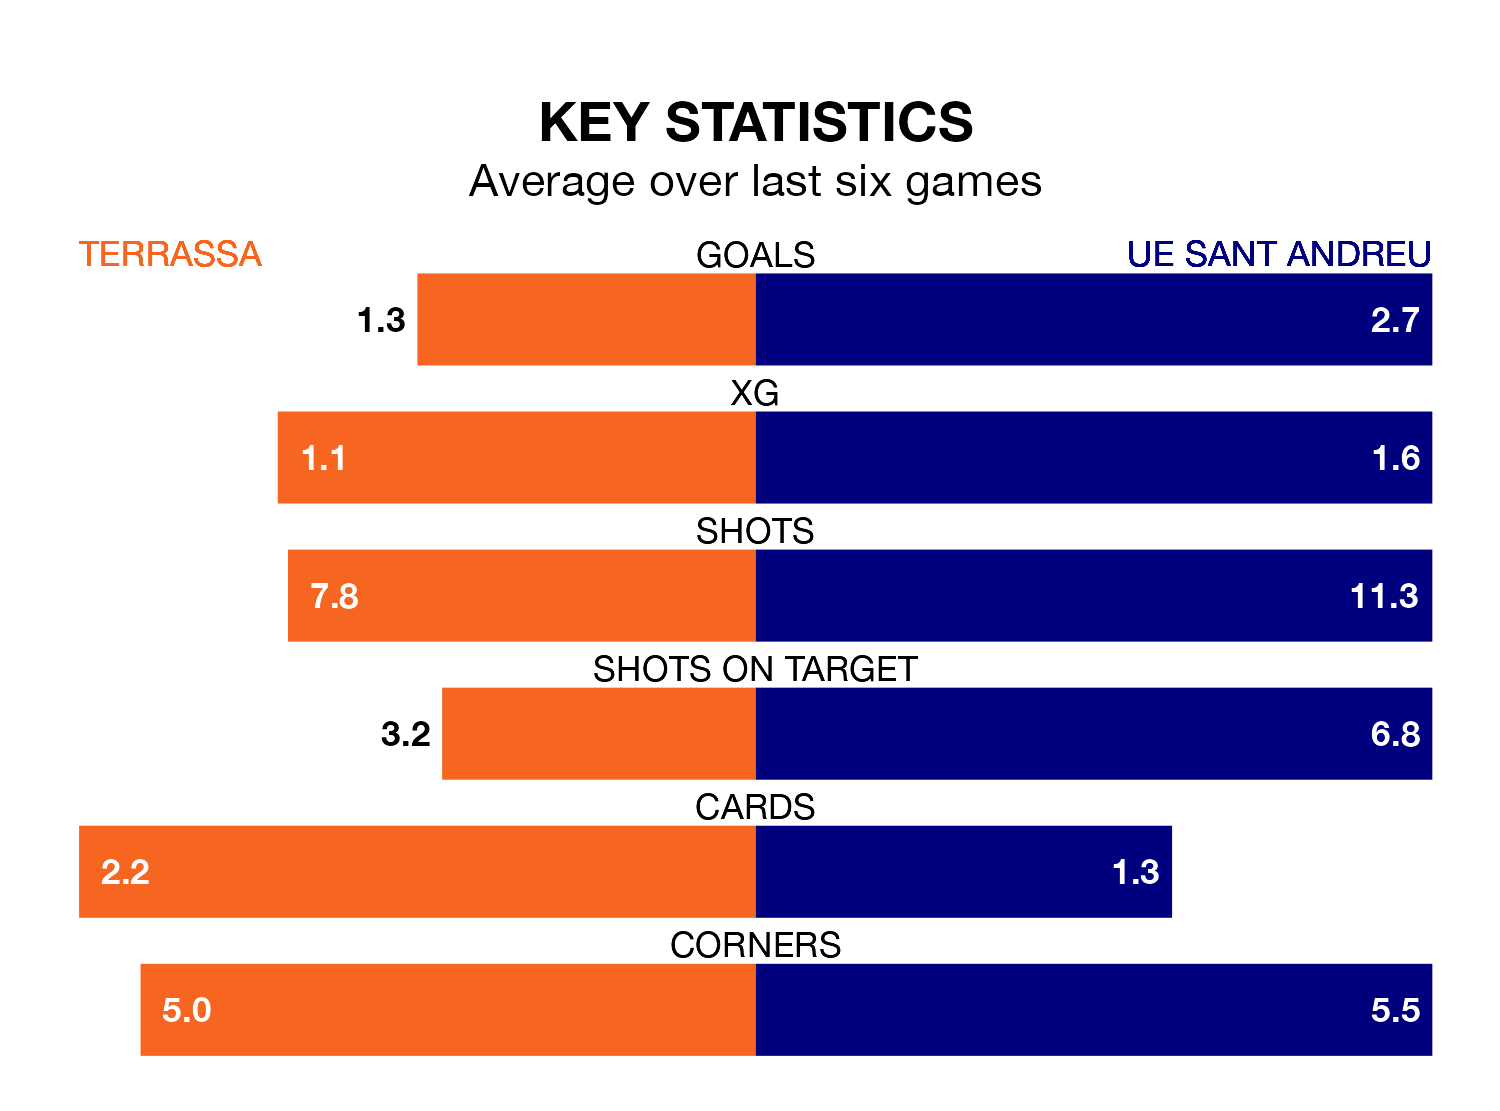 KEY STATISTICS
Average over last six games
TERRASSA GOALS UE SANT ANDREU
1.3 2.7
XG
1.1 1.6
SHOTS
7.8 11.3
SHOTS ON TARGET
3.2 6.8
CARDS
2.2 1.3
CORNERS
5.0 5.5